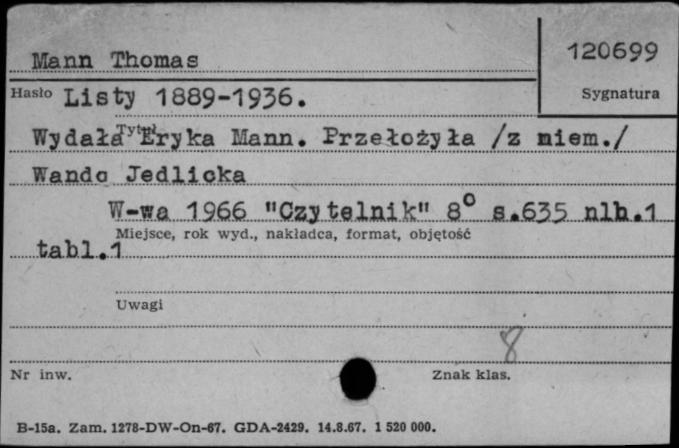 Mann Thomas
120699
Hasło
Sygnatura
Listy 1889-1936.
Tytuł
Wydała Eryka Mann. Przełożyła /z niem./
Wanda Jedlicka
W-wa 1966 "Czytelnik" 8° s.635 nlb.1
Miejsce, rok wyd., nakładca, format, objętość
tabl.1
Uwagi
8
Nr inw.
Znak klas.
B-15a. Zam. 1278-DW-On-67. GDA-2429. 14.8.67. 1 520 000.